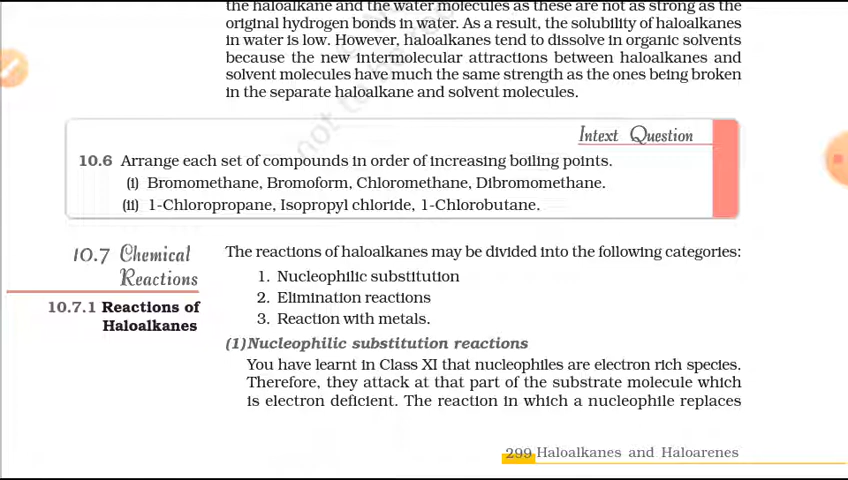 the haloalkane and the water molecules as these are not as strong as the
original hydrogen bonds in water. As a result, the solubility of haloalkanes
in water is low. However, haloalkanes tend to dissolve in organic solvents
because the new intermolecular attractions between haloalkanes and
solvent molecules have much the same strength as the ones being broken
in the separate haloalkane and solvent molecules.
not to be
Intext Question
10.6 Arrange each set of compounds in order of increasing boiling points.
(i) Bromomethane, Bromoform, Chloromethane, Dibromomethane.
(ii) 1-Chloropropane, Isopropyl chloride, 1-Chlorobutane.
10.7 Chemical
Reactions
10.7.1 Reactions of
Haloalkanes
The reactions of haloalkanes may be divided into the following categories:
1. Nucleophilic substitution
2. Elimination reactions
3. Reaction with metals.
(1)Nucleophilic substitution reactions
You have learnt in Class XI that nucleophiles are electron rich species.
Therefore, they attack at that part of the substrate molecule which
is electron deficient. The reaction in which a nucleophile replaces
299 Haloalkanes and Haloarenes